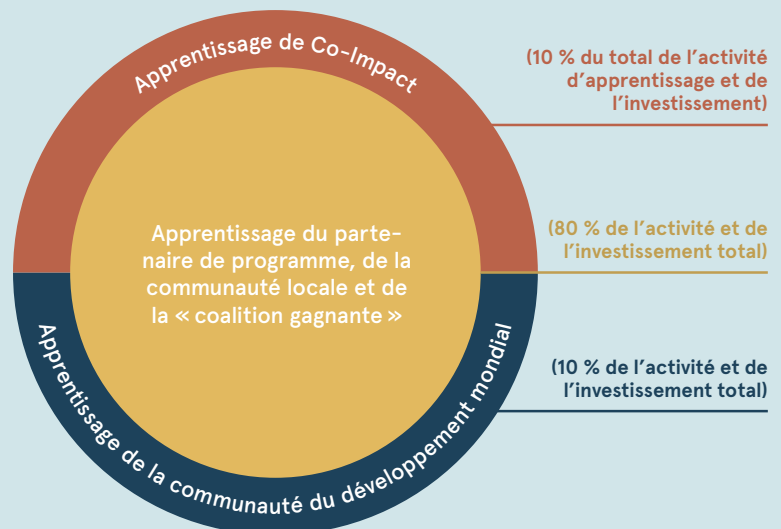 Apprentissage de Co-Impact
(10 % du total de l'activité
d'apprentissage et de
l'investissement)
Apprentissage du parte-
naire de programme, de la
communauté locale et de
la « coalition gagnante »
(80 % de l'activité et de
l'investissement total)
Apprentissage de la communauté du développement mondial
(10 % de l'activité et de
l'investissement total)